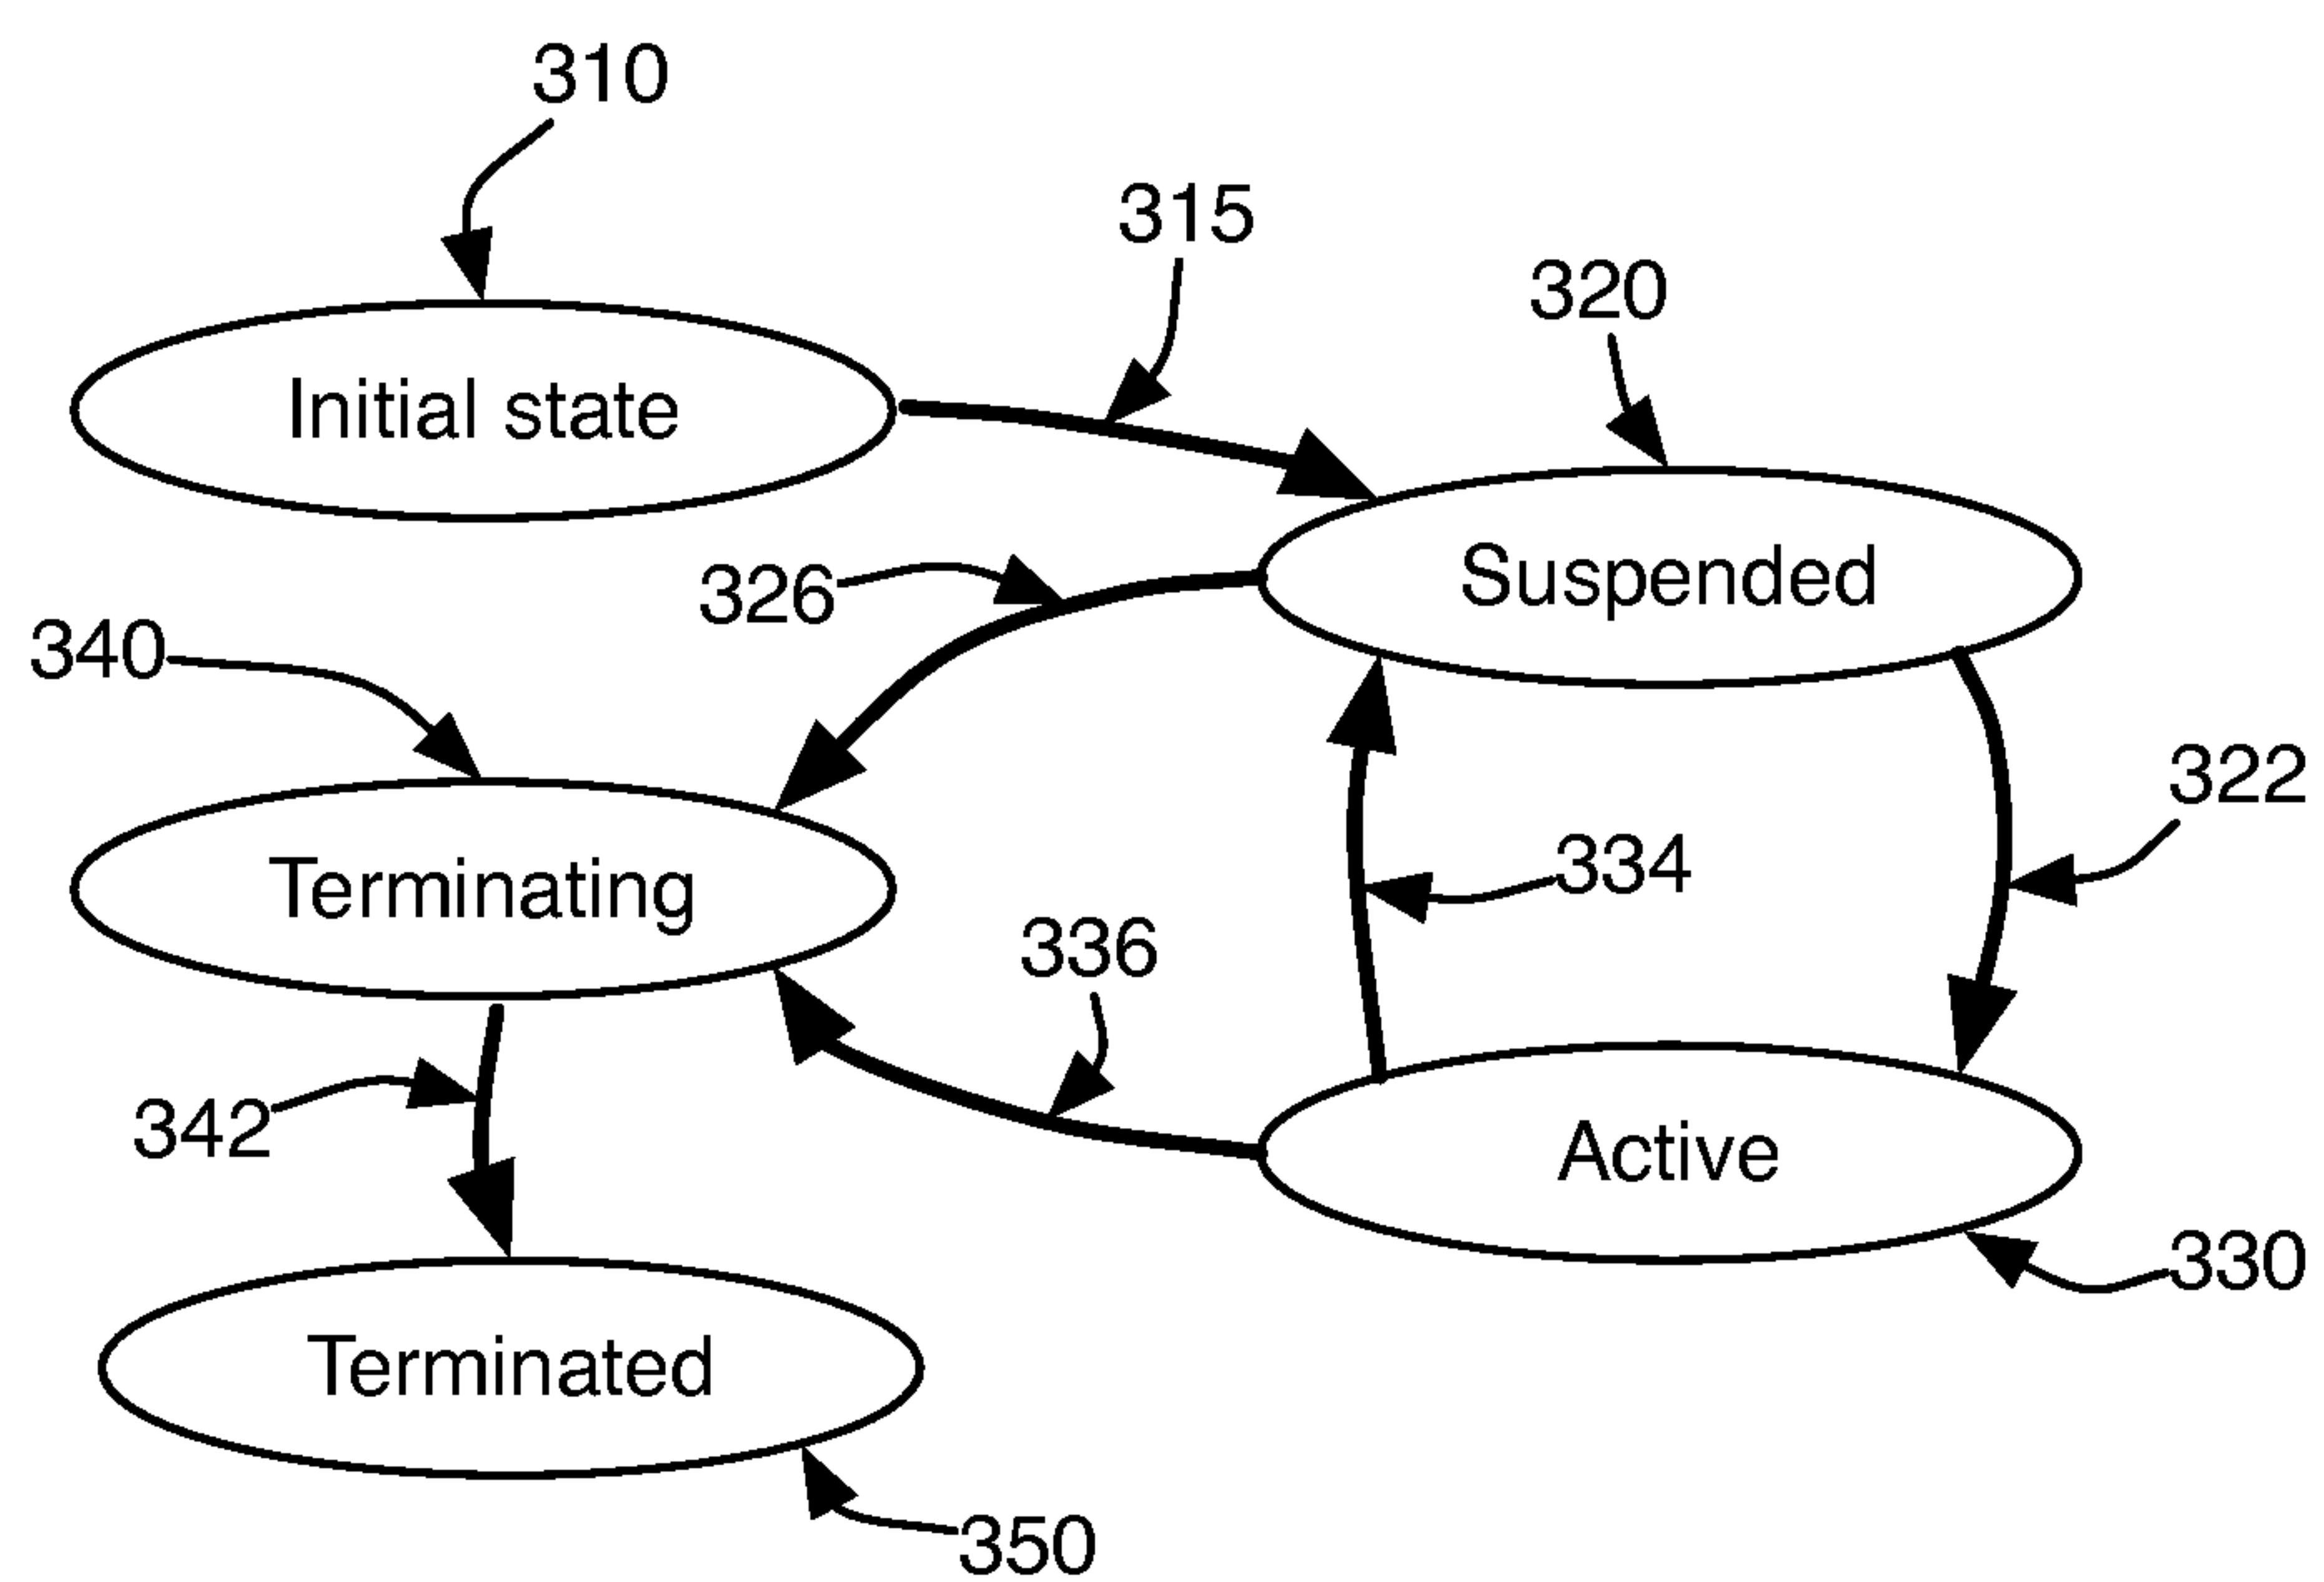 310
315
320
Initial state
326
Suspended
340
322
334
Terminating
336
342
Active
330
Terminated
350